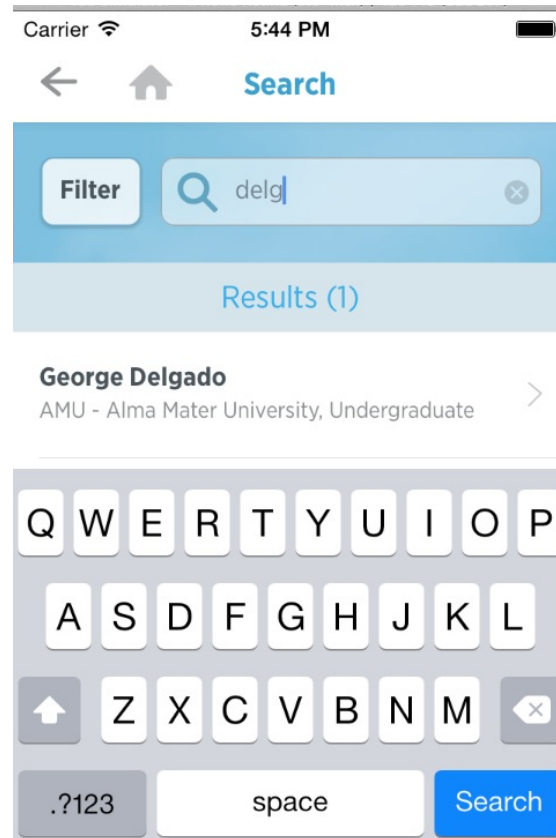 Carrier 5:44 PM
Search
Filter delg
Results (1)
George Delgado
AMU - Alma Mater University, Undergraduate
Q W E R T Y U I O P
A S D F G H J K L
Z X C V B N M
.?123 space Search